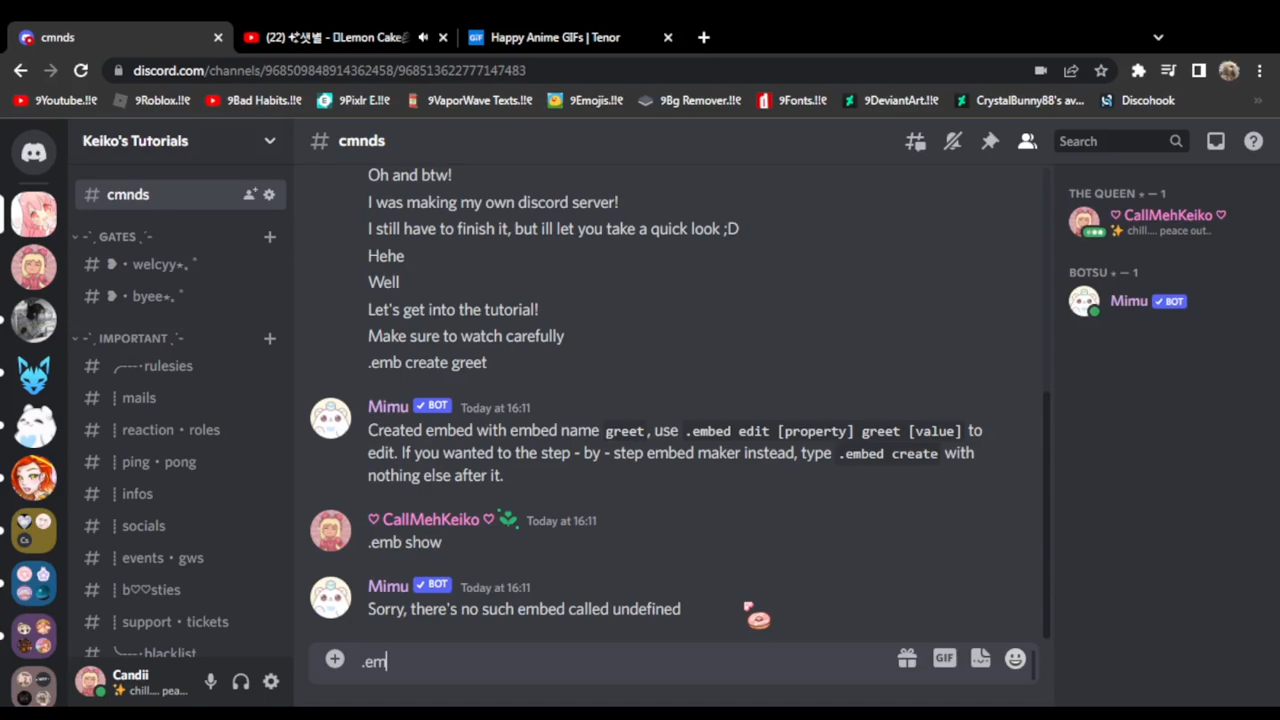 cmnds
(22) 샛별 - Lemon Cake
GIF
Happy Anime GIFs | Tenor
discord.com/channels/968509848914362458/968513622777147483
9Youtube.!!¢
9Roblox.!!¢
9Bad Habits.!!¢
9Pixlr E.!!¢
9VaporWave Texts.!!¢
9Emojis.!!¢
9Bg Remover.!!¢
9Fonts.!!¢
9DeviantArt.!!¢
CrystalBunny88's av...
Discohook
Keiko's Tutorials
# cmnds
Search
# cmnds
GATES
# ❥・welcyy⋆｡˚
# ❥・byee⋆｡˚
IMPORTANT
# ╭---・rulesies
# ┊mails
# ┊reaction・roles
# ┊ping・pong
# ┊infos
# ┊socials
# ┊events・gws
# ┊b♡♡sties
# ┊support・tickets
blacklist
Candii
✨ chill.... pea...
Oh and btw!
I was making my own discord server!
I still have to finish it, but ill let you take a quick look ;D
Hehe
Well
Let's get into the tutorial!
Make sure to watch carefully
.emb create greet
Mimu ✓ BOT Today at 16:11
Created embed with embed name greet, use .embed edit [property] greet [value] to
edit. If you wanted to the step - by - step embed maker instead, type .embed create with
nothing else after it.
♡ CallMehKeiko ♡ Today at 16:11
.emb show
Mimu ✓ BOT Today at 16:11
Sorry, there's no such embed called undefined
.em
GIF
THE QUEEN ⋆ — 1
♡ CallMehKeiko ♡
✨ chill.... peace out..
BOTSU ⋆ — 1
Mimu ✓ BOT